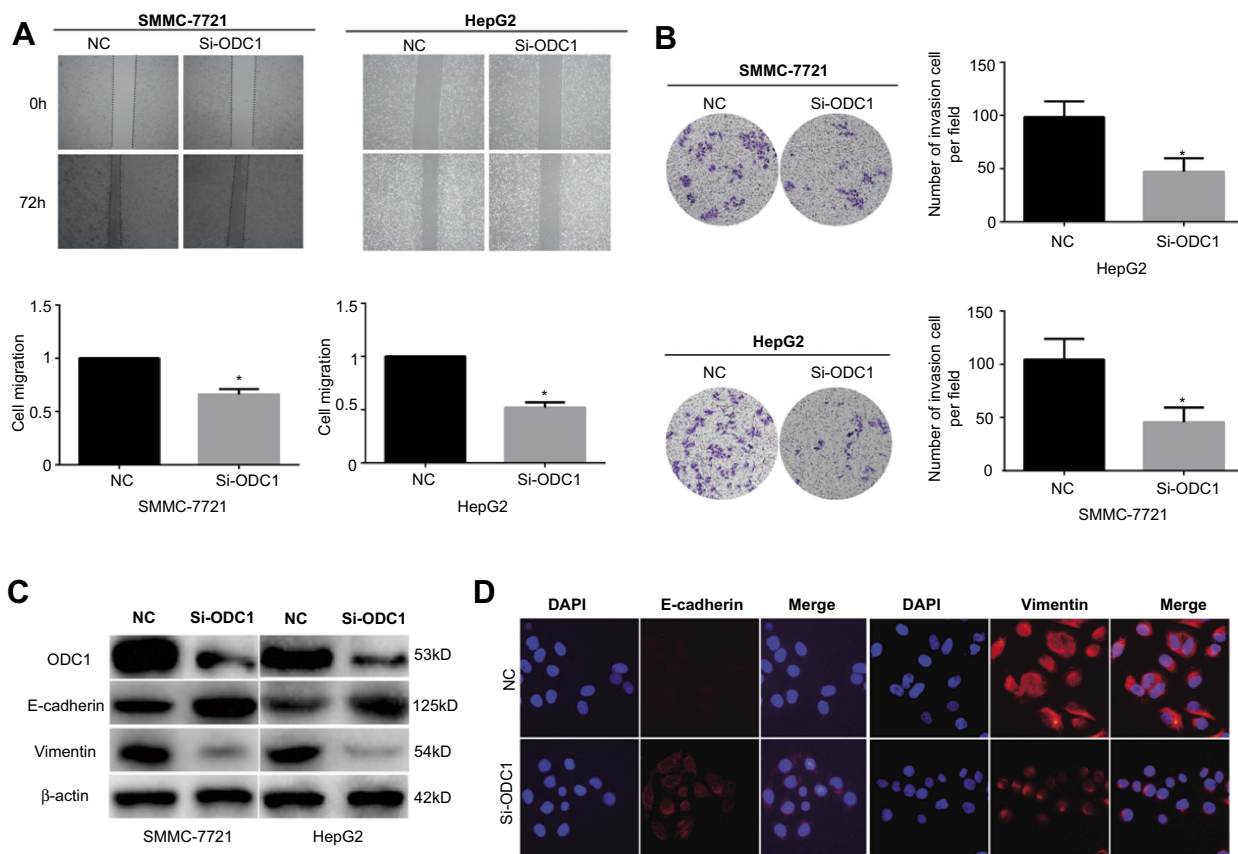 A
SMMC-7721
NC Si-ODC1
0h
72h
HepG2
NC Si-ODC1
Cell migration
1.5
1
0.5
0
*
NC Si-ODC1
SMMC-7721
Cell migration
1.5
1
0.5
0
*
NC Si-ODC1
HepG2
B
SMMC-7721
NC Si-ODC1
Number of invasion cell
per field
150
100
50
0
*
NC Si-ODC1
HepG2
HepG2
NC Si-ODC1
Number of invasion cell
per field
150
100
50
0
*
NC Si-ODC1
SMMC-7721
C
NC Si-ODC1 NC Si-ODC1
ODC1 53kD
E-cadherin 125kD
Vimentin 54kD
β-actin 42kD
SMMC-7721 HepG2
D
DAPI E-cadherin Merge DAPI Vimentin Merge
NC
Si-ODC1